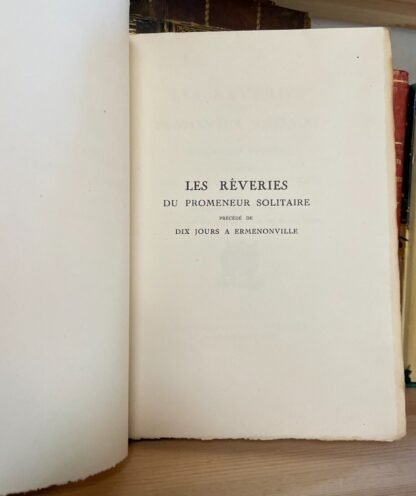 LES RÊVERIES
DU PROMENEUR SOLITAIRE
PRÉCÉDÉ DE
DIX JOURS A ERMENONVILLE